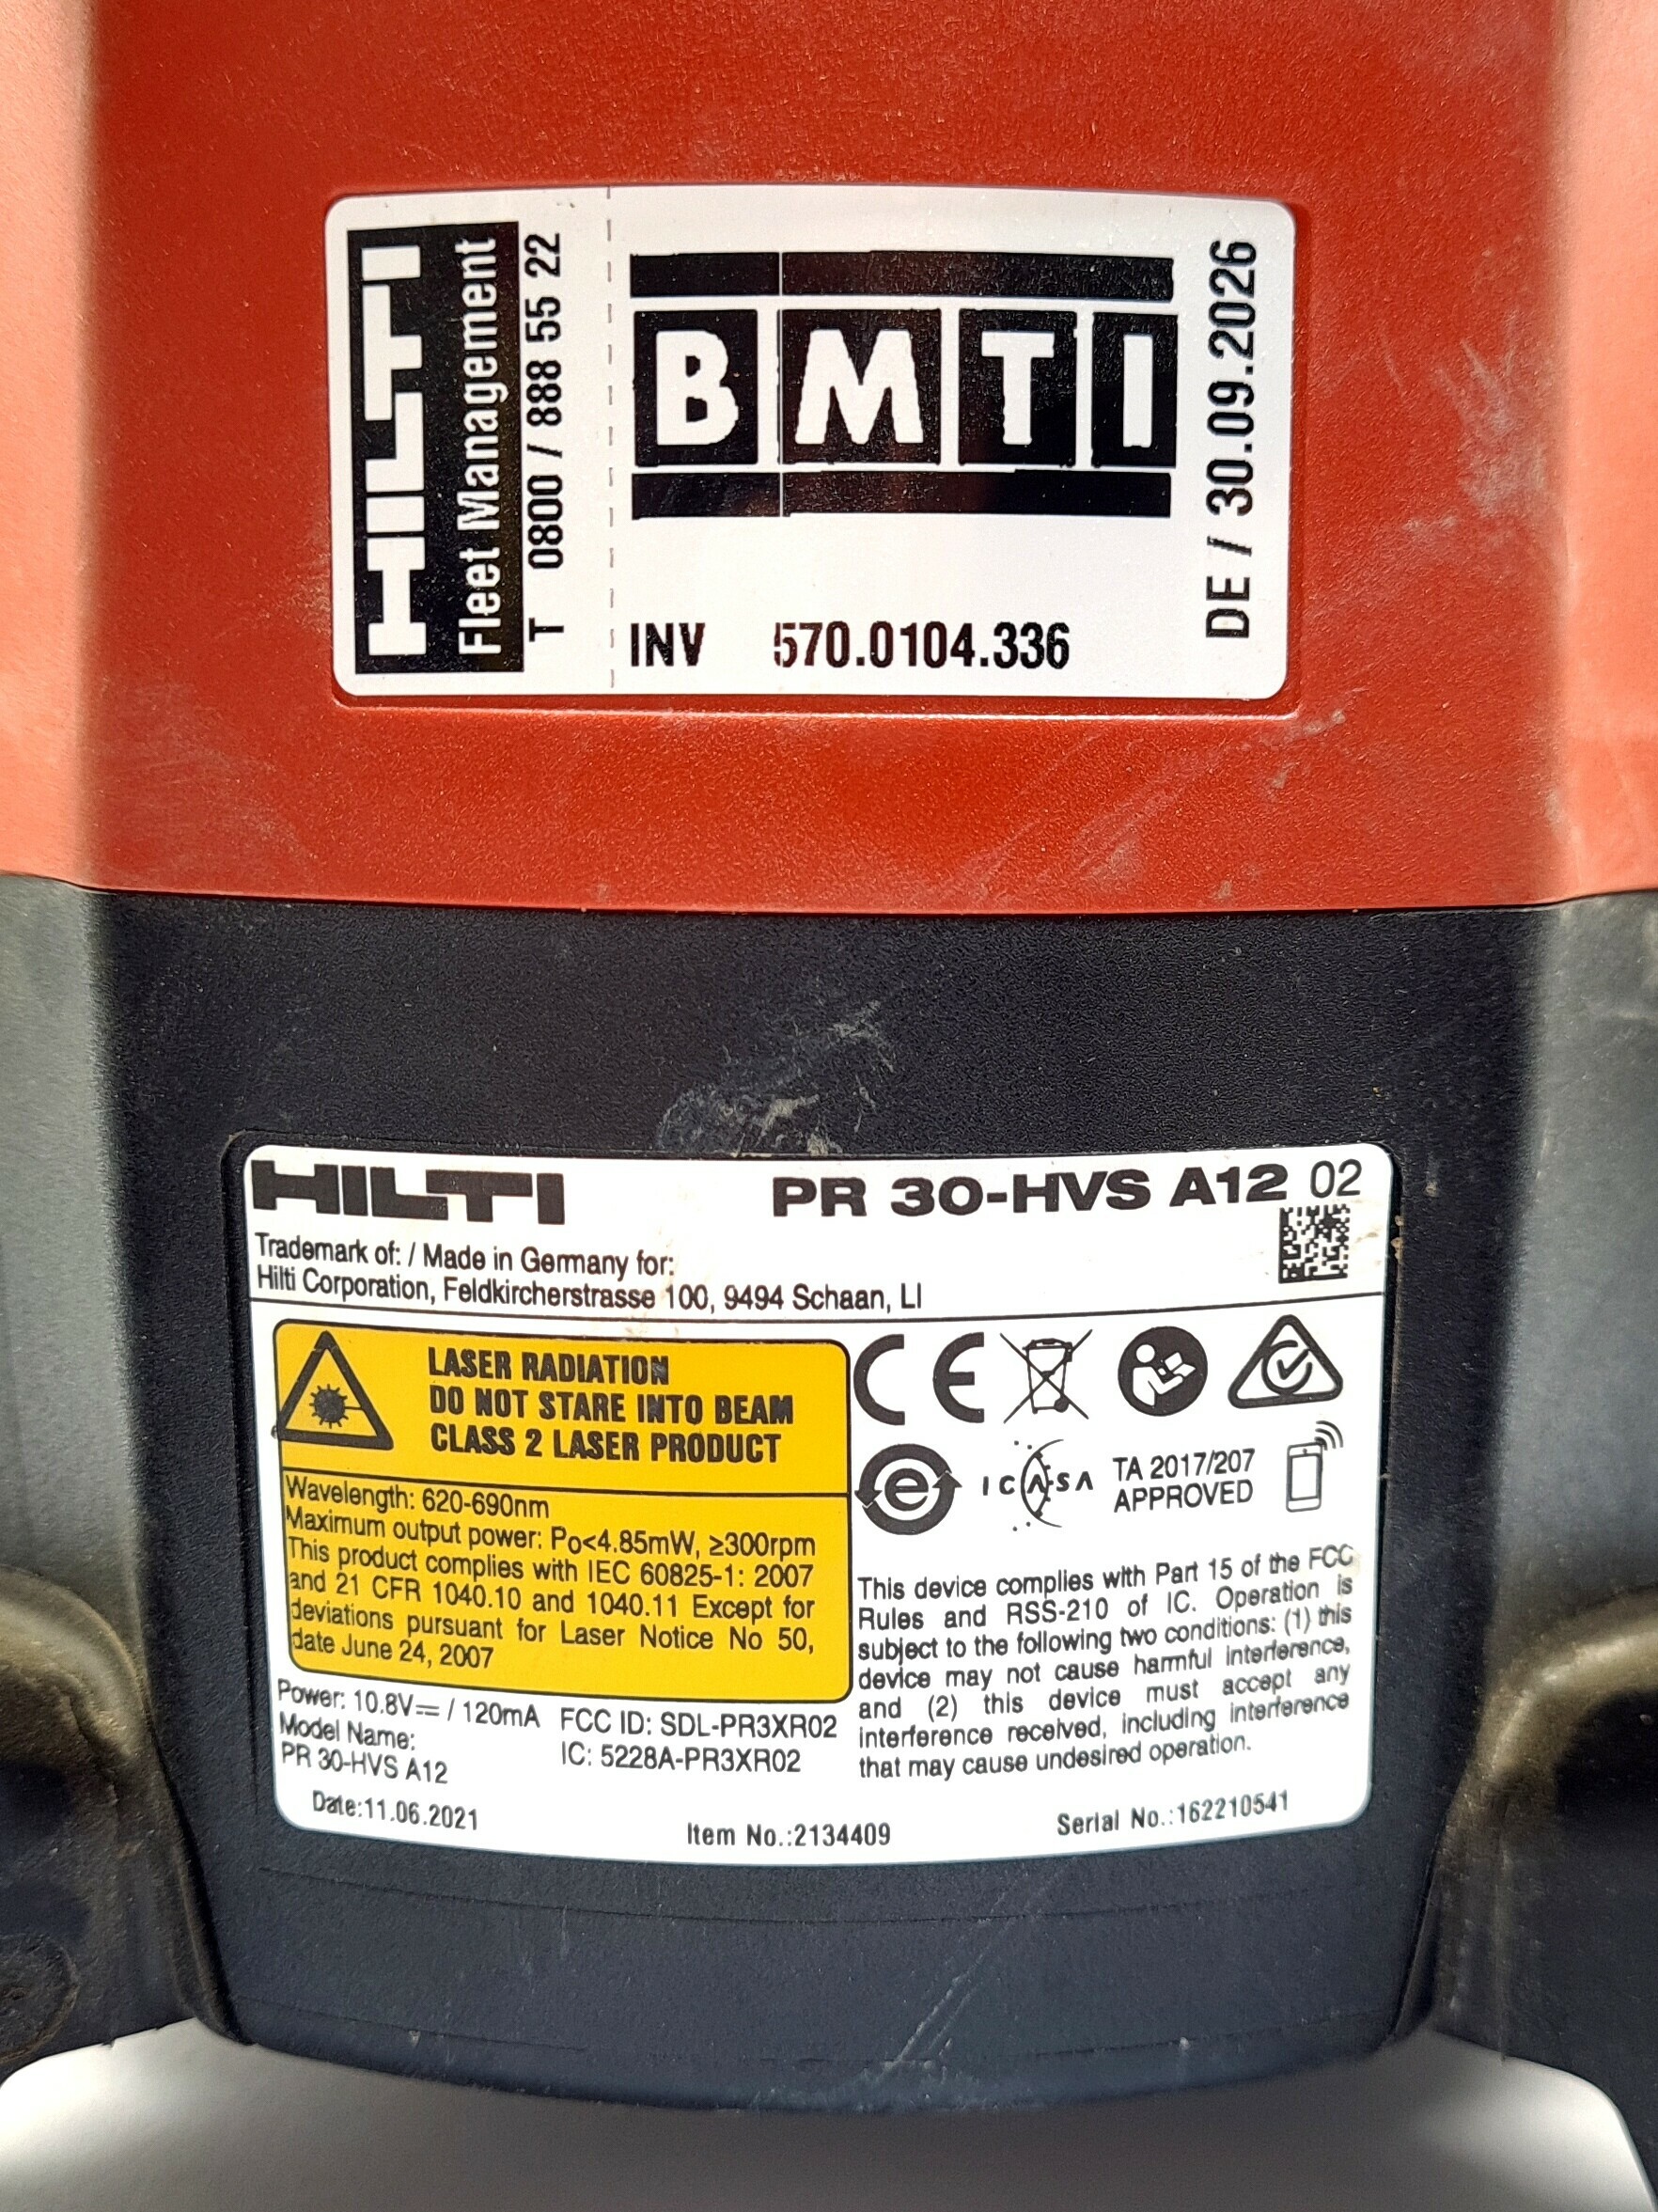 HILTI
Fleet Management
T 0800 / 888 55 22
BMTI
INV 570.0104.336
DE / 30.09.2026
HILTI
PR 30-HVS A12 02
Trademark of: / Made in Germany for:
Hilti Corporation, Feldkircherstrasse 100, 9494 Schaan, LI
LASER RADIATION
DO NOT STARE INTO BEAM
CLASS 2 LASER PRODUCT
Wavelength: 620-690nm
Maximum output power: Po<4.85mW, ≥300rpm
This product complies with IEC 60825-1: 2007
and 21 CFR 1040.10 and 1040.11 Except for
deviations pursuant for Laser Notice No 50,
date June 24, 2007
CE
e
ICASA
TA 2017/207
APPROVED
This device complies with Part 15 of the FCC
Rules and RSS-210 of IC. Operation is
subject to the following two conditions: (1) this
device may not cause harmful interference,
and (2) this device must accept any
interference received, including interference
that may cause undesired operation.
Power: 10.8V⎓ / 120mA
Model Name:
PR 30-HVS A12
FCC ID: SDL-PR3XR02
IC: 5228A-PR3XR02
Date:11.06.2021
Item No.:2134409
Serial No.:162210541